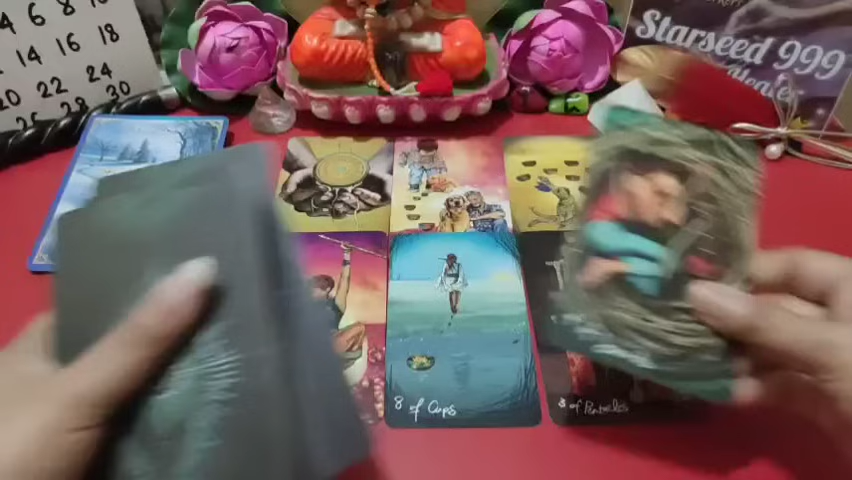 4 6 8
14 16 18
20 22 24
28 30
Starseed 999
Healer
8 of Cups
8 of Pentacles